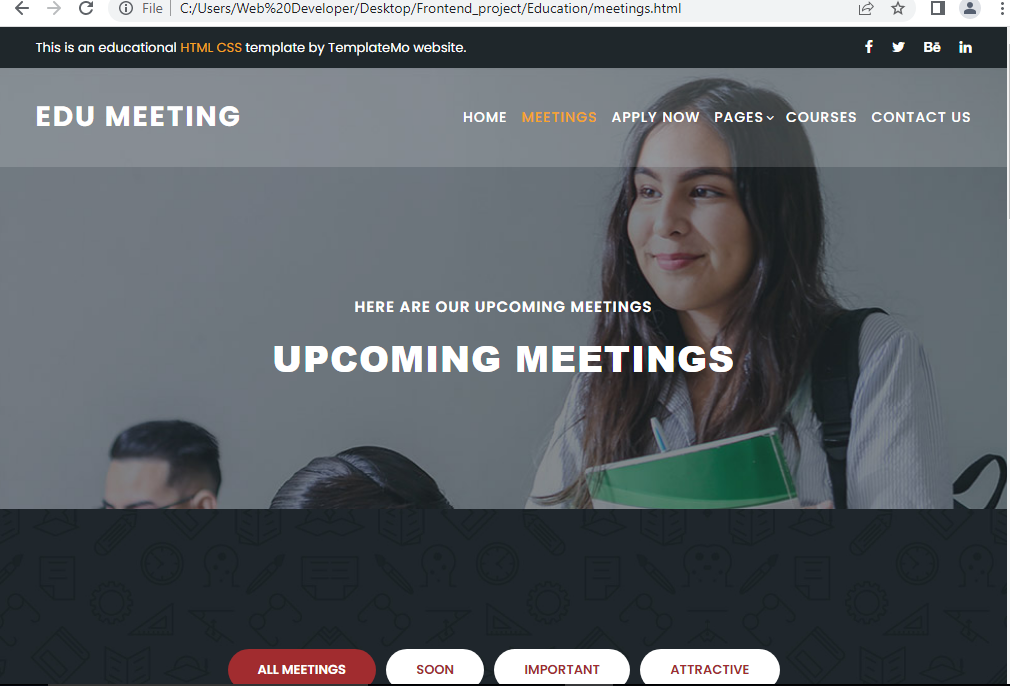 File | C:/Users/Web%20Developer/Desktop/Frontend_project/Education/meetings.html
This is an educational HTML CSS template by TemplateMo website.
EDU MEETING
HOME MEETINGS APPLY NOW PAGES COURSES CONTACT US
HERE ARE OUR UPCOMING MEETINGS
UPCOMING MEETINGS
ALL MEETINGS SOON IMPORTANT ATTRACTIVE